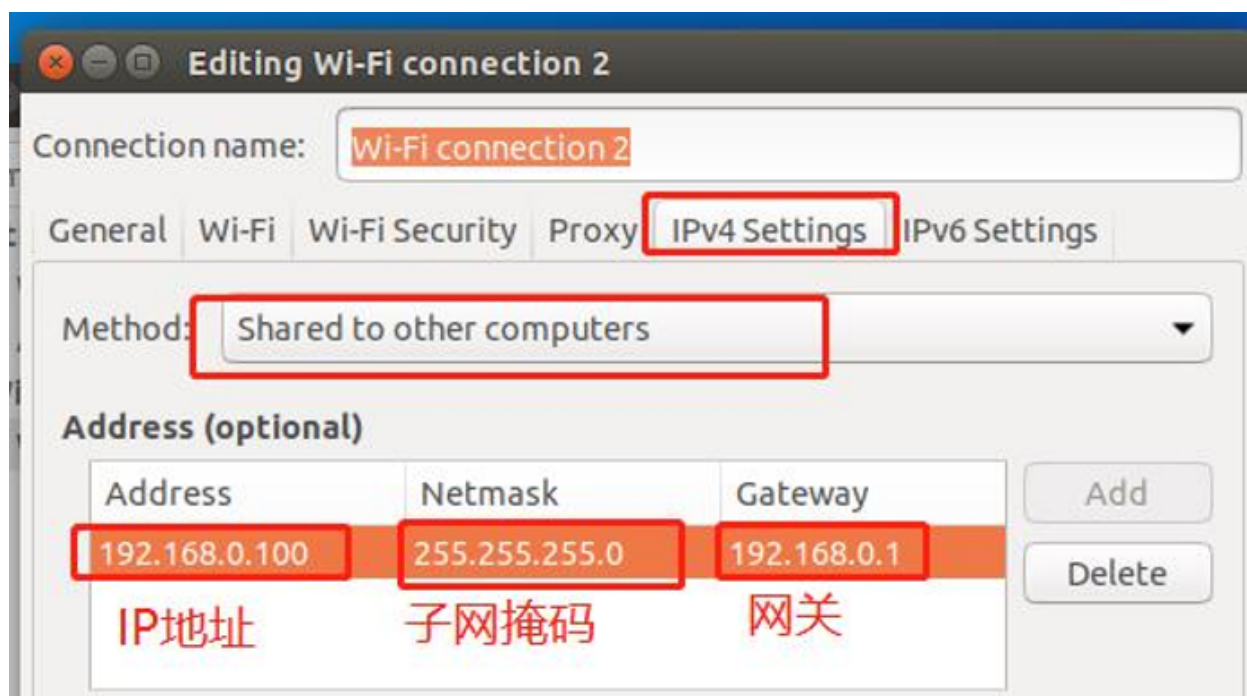 Editing Wi-Fi connection 2
Connection name: Wi-Fi connection 2
General Wi-Fi Wi-Fi Security Proxy IPv4 Settings IPv6 Settings
Method: Shared to other computers
Address (optional)
Address Netmask Gateway Add
192.168.0.100 255.255.255.0 192.168.0.1
Delete
IP地址 子网掩码 网关